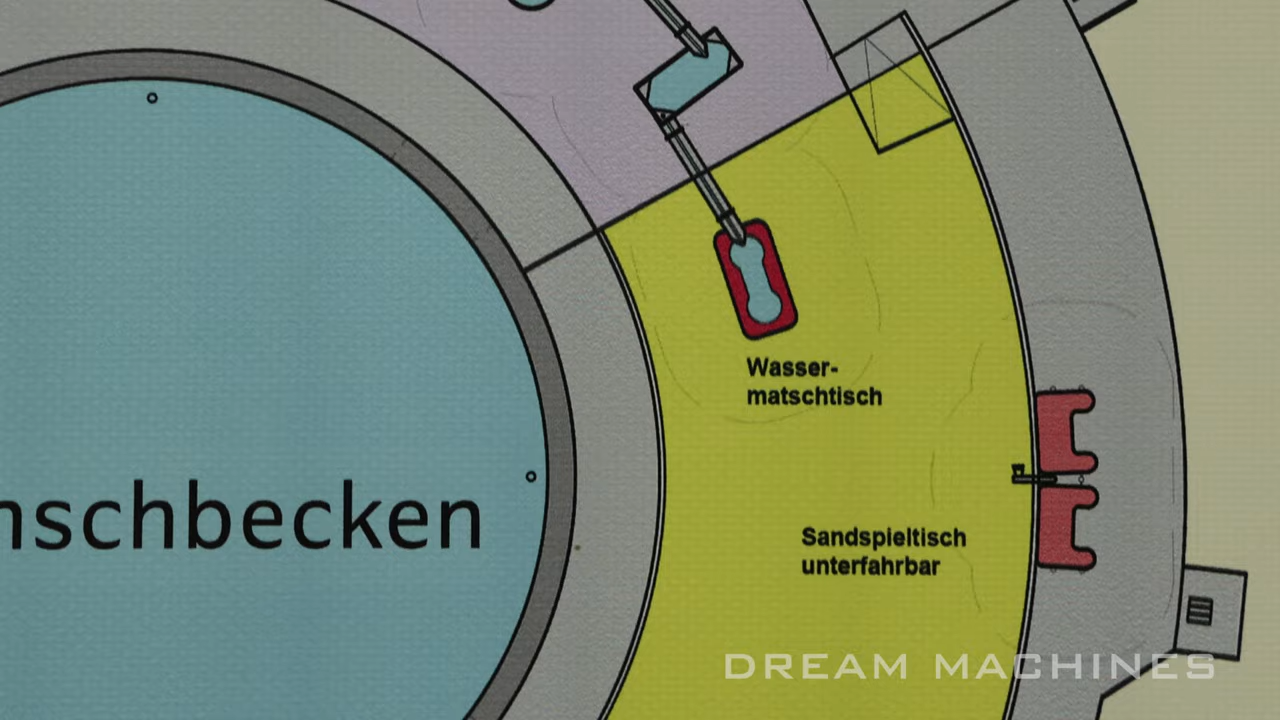 nschbecken
Wasser-
matschtisch
Sandspieltisch
unterfahrbar
DREAM MACHINES